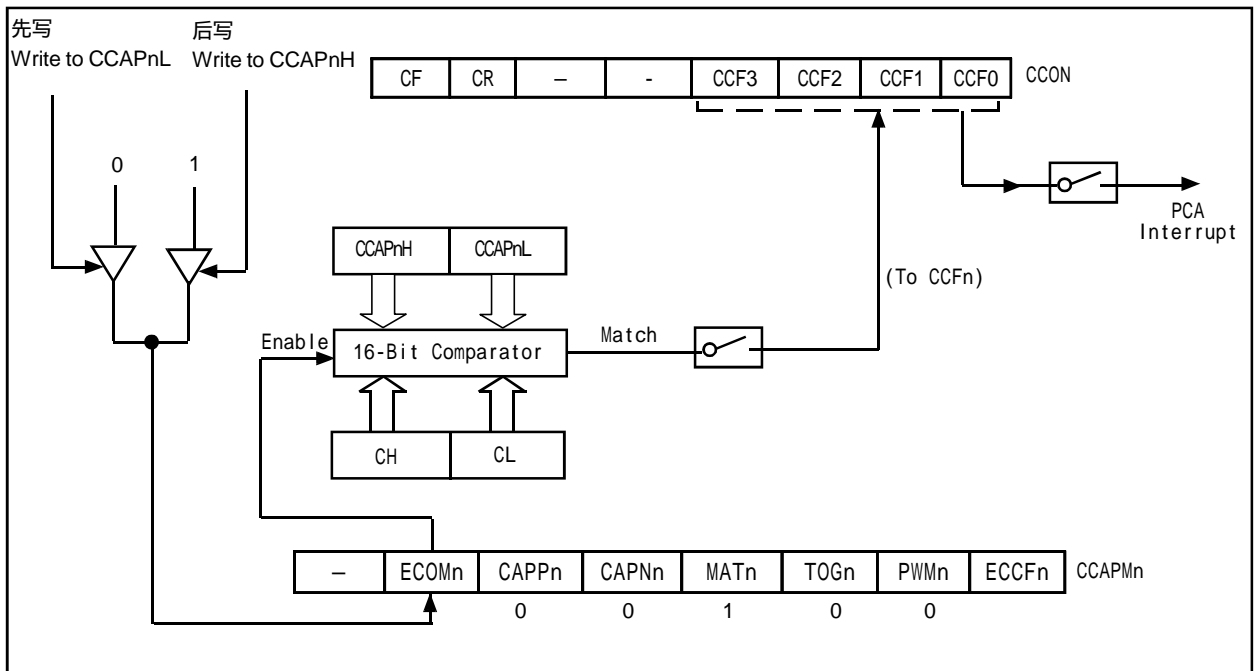 先写
后写
Write to CCAPnL
Write to CCAPnH
CF CR – - CCF3 CCF2 CCF1 CCF0 CCON
0 1
PCA
Interrupt
CCAPnH CCAPnL
(To CCFn)
Enable
16-Bit Comparator
Match
CH CL
– ECOMn CAPPn CAPNn MATn TOGn PWMn ECCFn CCAPMn
0 0 1 0 0